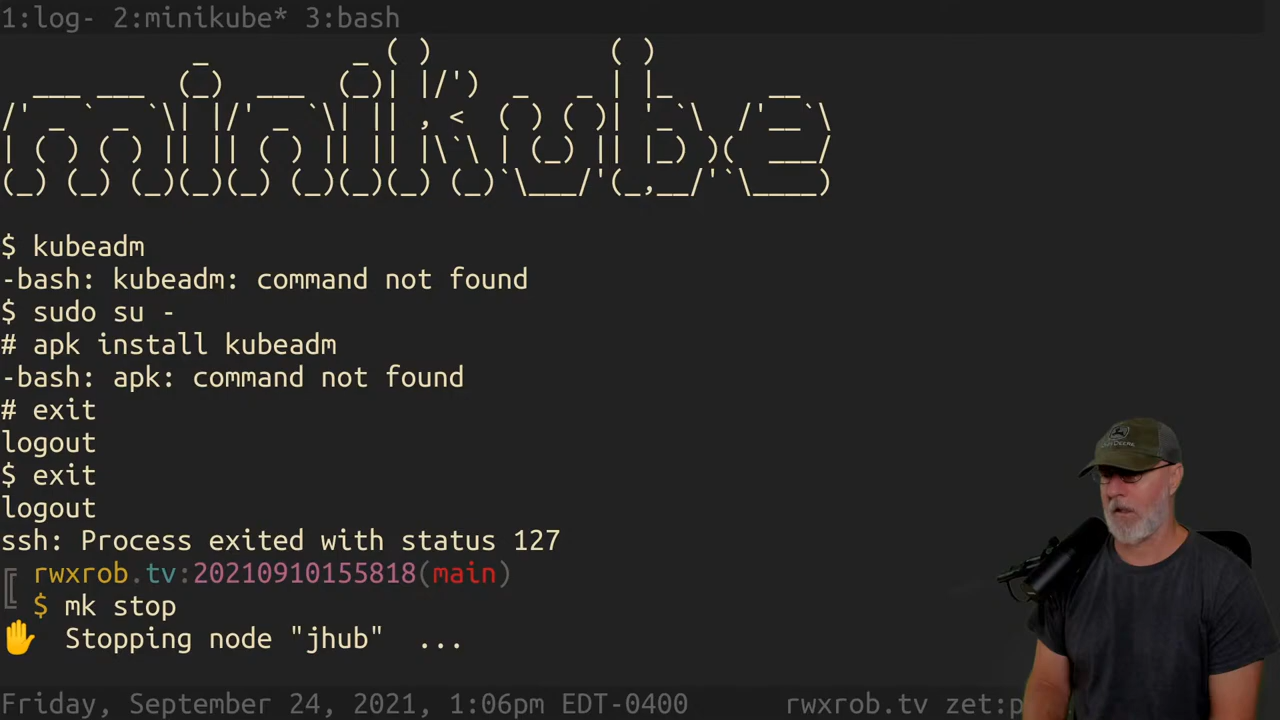 1:log- 2:minikube* 3:bash
minikube
$ kubeadm
-bash: kubeadm: command not found
$ sudo su -
# apk install kubeadm
-bash: apk: command not found
# exit
logout
$ exit
logout
ssh: Process exited with status 127
rwxrob.tv:20210910155818(main)
$ mk stop
Stopping node "jhub" ...
Friday, September 24, 2021, 1:06pm EDT-0400 rwxrob.tv zet:p